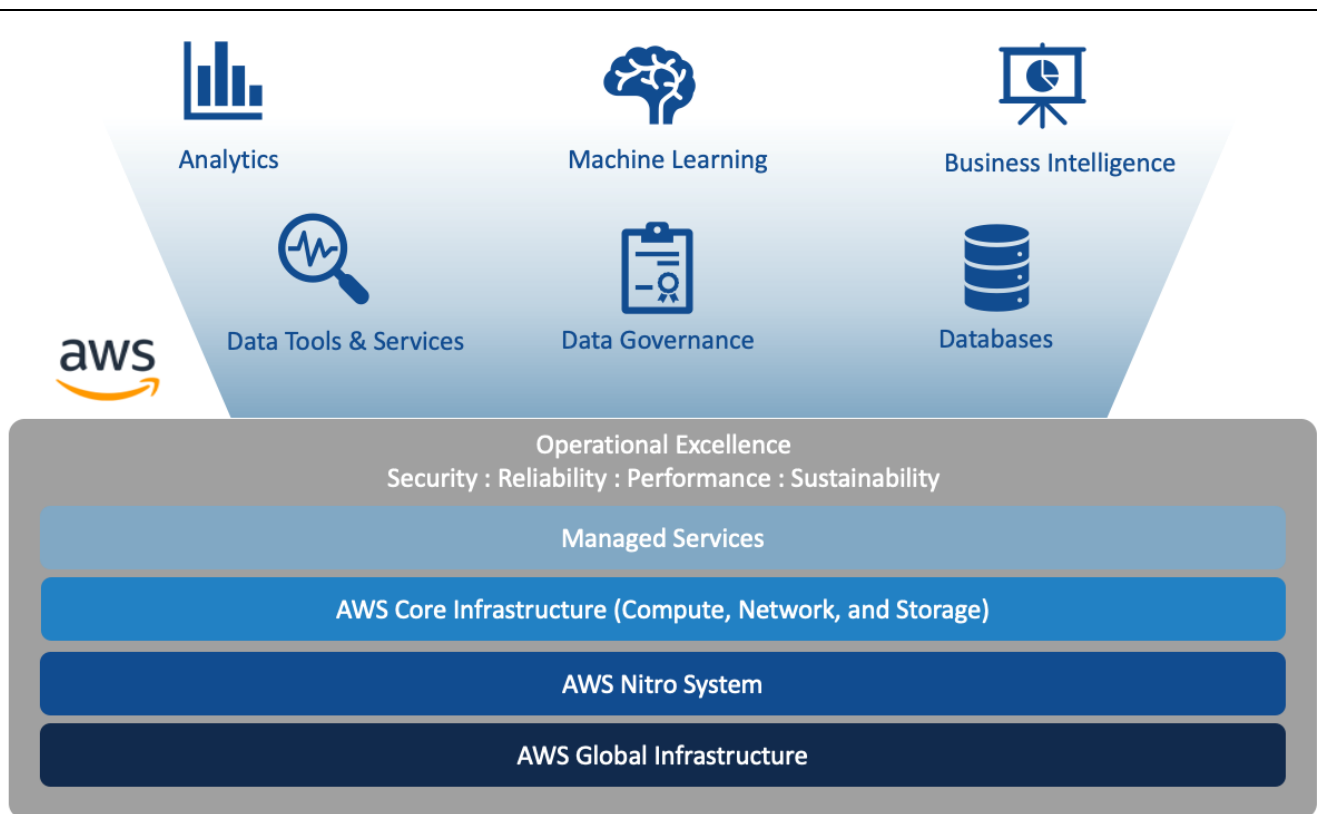 Analytics
Machine Learning
Business Intelligence
Data Tools & Services
Data Governance
Databases
aws
Operational Excellence
Security : Reliability : Performance : Sustainability
Managed Services
AWS Core Infrastructure (Compute, Network, and Storage)
AWS Nitro System
AWS Global Infrastructure